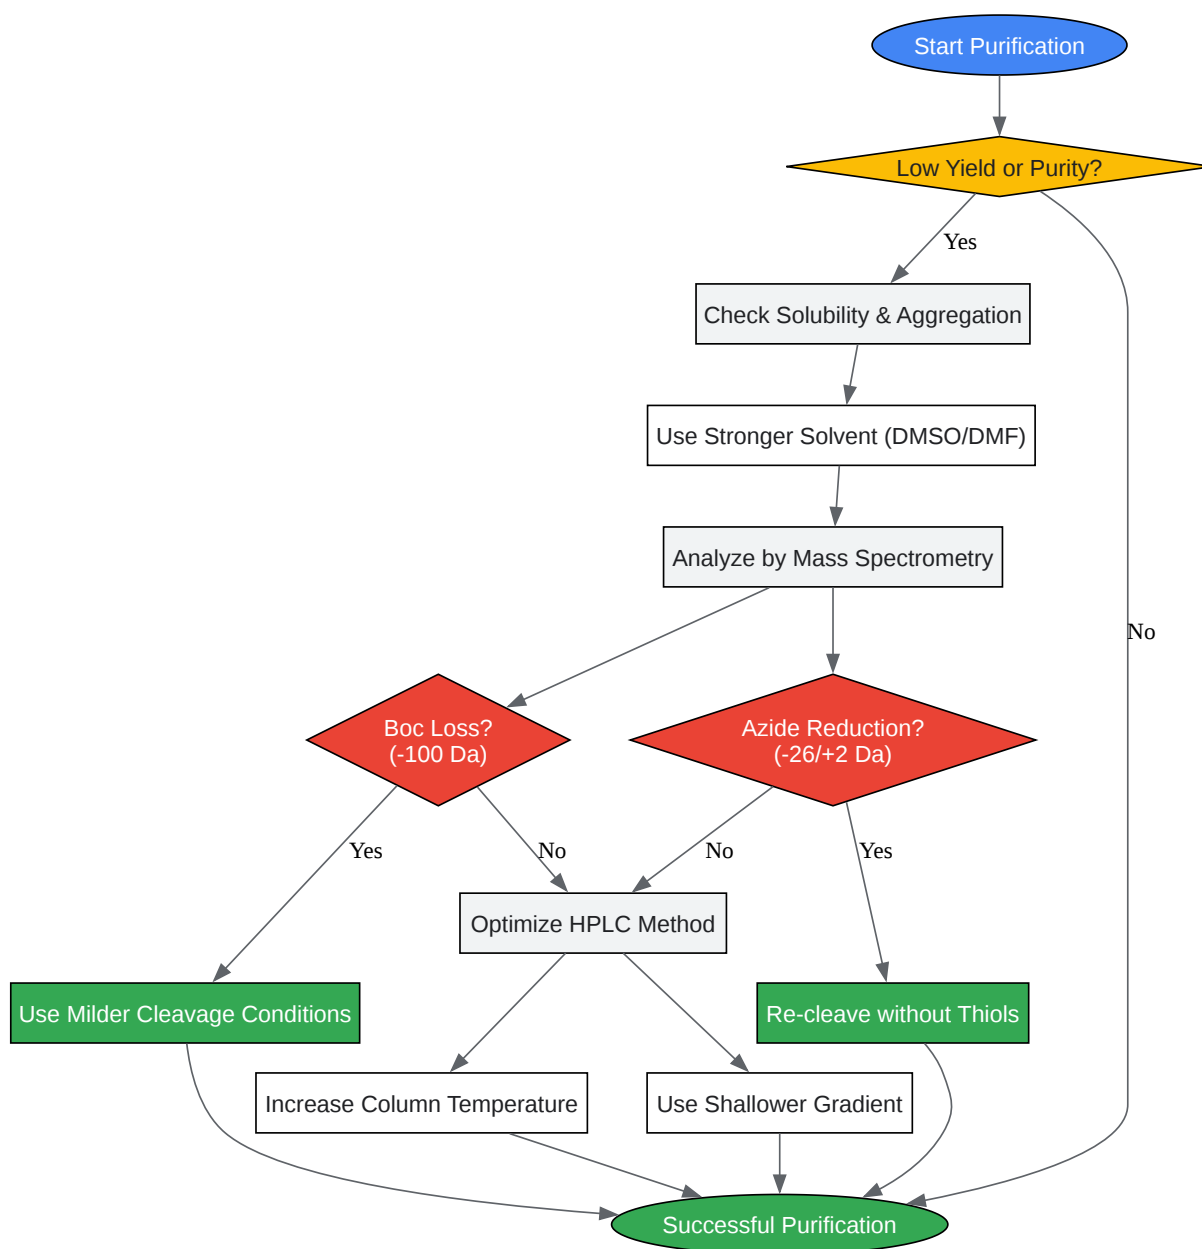 Start Purification
Low Yield or Purity?
Yes
Check Solubility & Aggregation
Use Stronger Solvent (DMSO/DMF)
Analyze by Mass Spectrometry
No
Boc Loss?
(-100 Da)
Azide Reduction?
(-26/+2 Da)
Yes
No
No
Yes
Optimize HPLC Method
Use Milder Cleavage Conditions
Re-cleave without Thiols
Increase Column Temperature
Use Shallower Gradient
Successful Purification